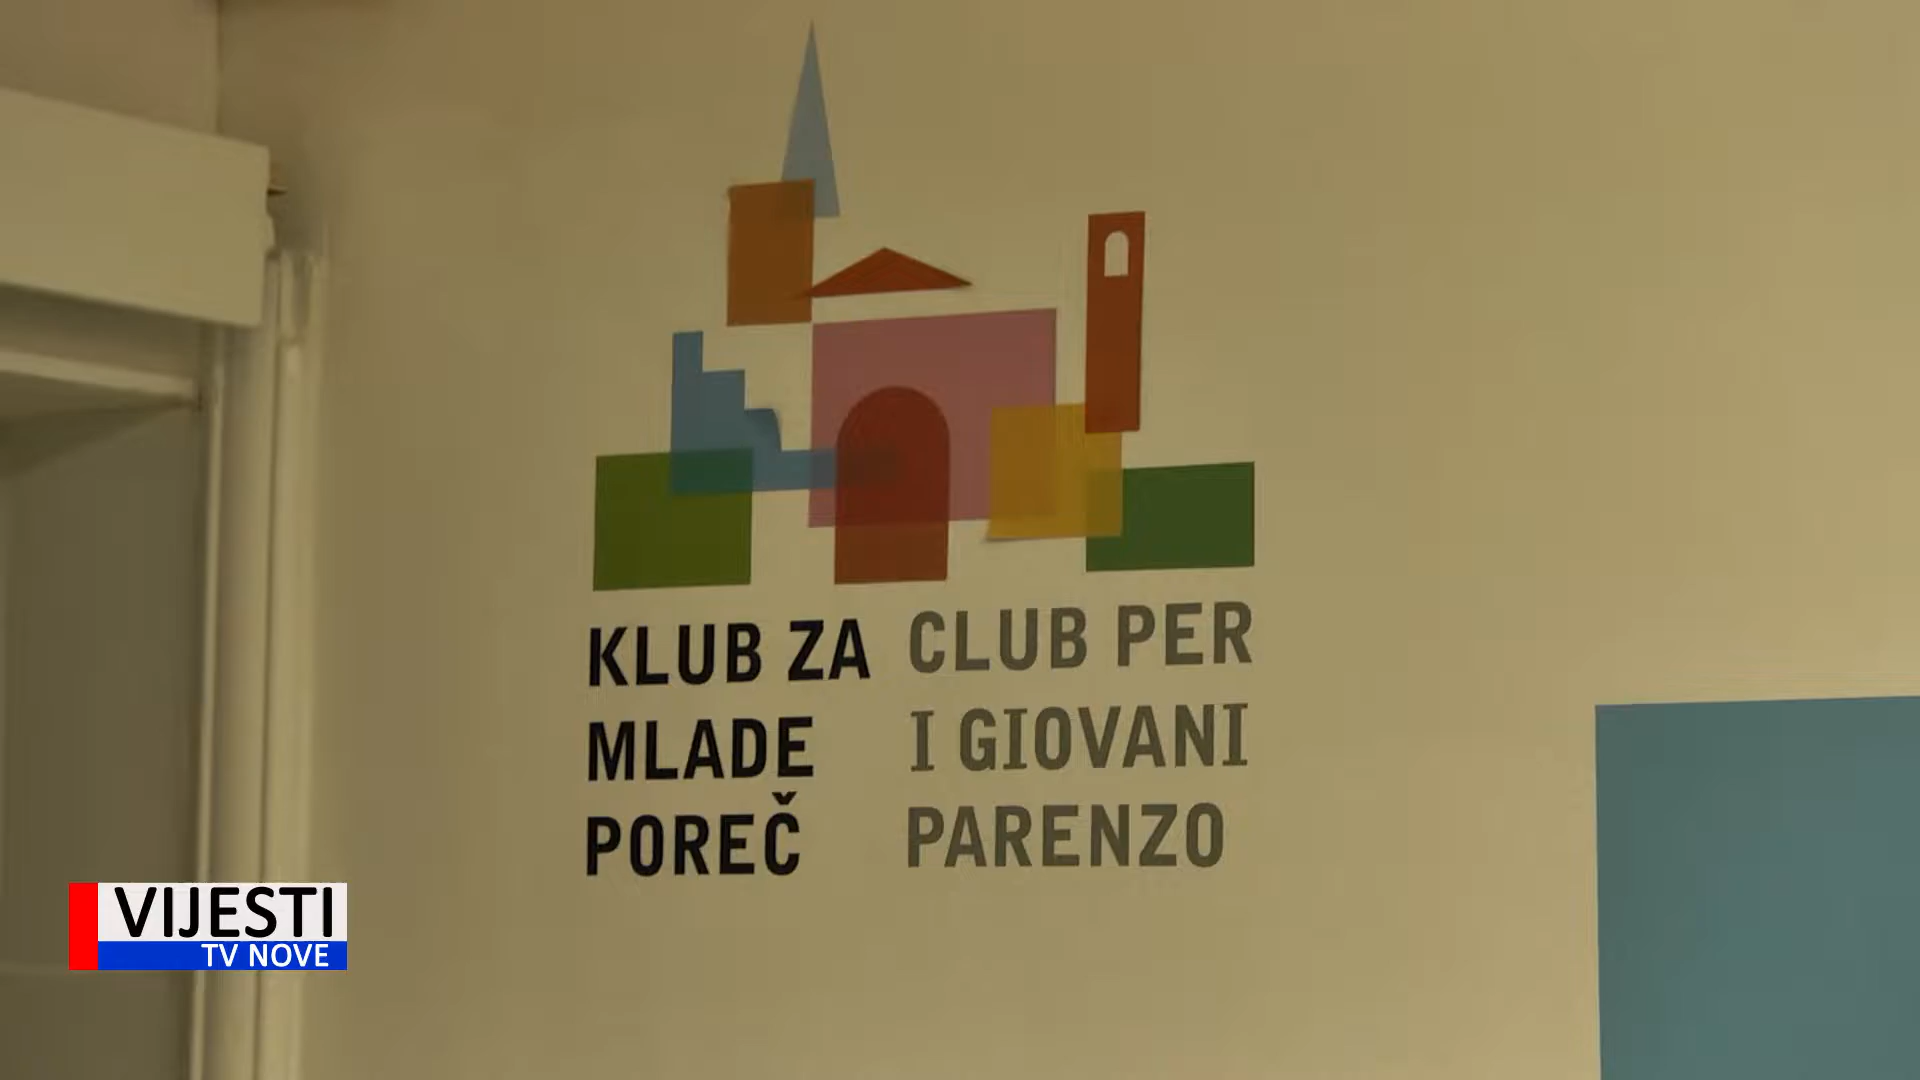 KLUB ZA
MLADE
POREČ
CLUB PER
I GIOVANI
PARENZO
VIJESTI
TV NOVE